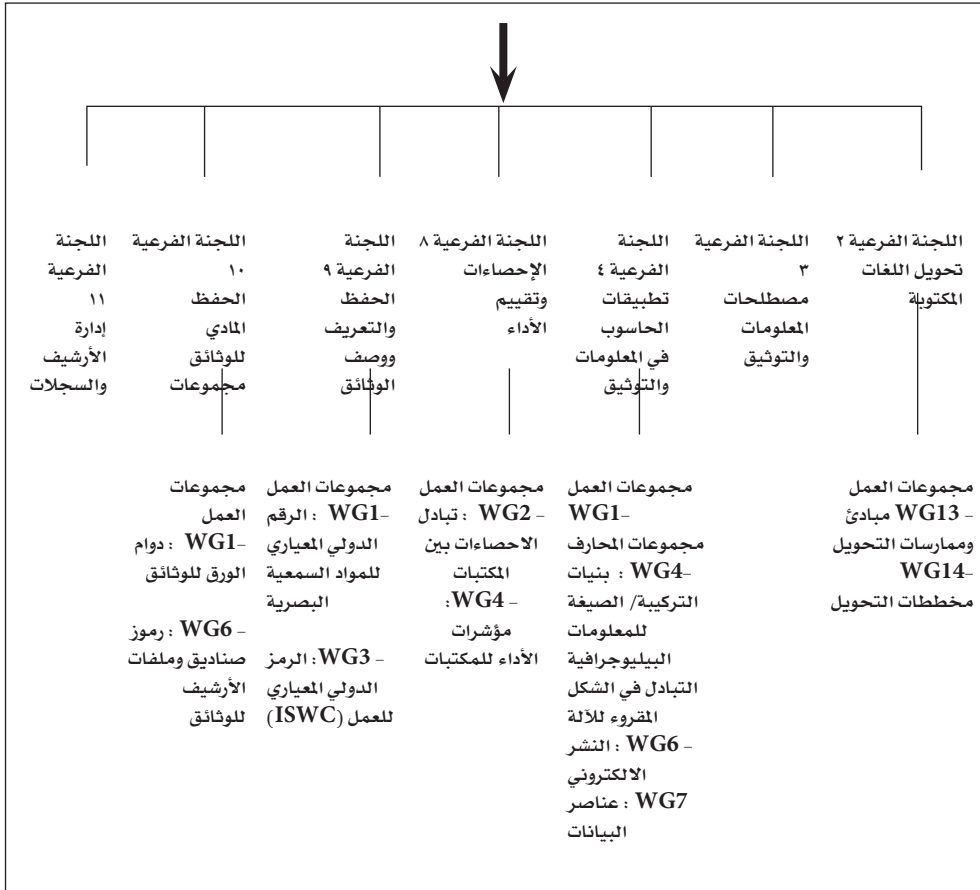 اللجنة الفرعية ٢
تحويل اللغات
المكتوبة
اللجنة الفرعية
٣
مصطلحات
المعلومات
والتوثيق
اللجنة
الفرعية ٤
تطبيقات
الحاسوب
في المعلومات
والتوثيق
اللجنة الفرعية ٨
الإحصاءات
وتقييم
الأداء
اللجنة
الفرعية ٩
الحفظ
والتعريف
ووصف
الوثائق
اللجنة الفرعية
١٠
الحفظ
المادي
للوثائق
مجموعات
اللجنة
الفرعية
١١
إدارة
الأرشيف
والسجلات
مجموعات العمل
– WG13 مبادئ
وممارسات التحويل
–WG14
مخططات التحويل
مجموعات العمل
–WG1
مجموعات المحارف
–WG4 : بنيات
التركيبة/ الصيغة
للمعلومات
البيليوجرافية
التبادل في الشكل
المقروء للآلة
– WG6 : النشر
الالكتروني
WG7 : عناصر
البيانات
مجموعات العمل
– WG2 : تبادل
الاحصاءات بين
المكتبات
– WG4:
مؤشرات
الأداء للمكتبات
مجموعات العمل
–WG1 : الرقم
الدولي المعياري
للمواد السمعية
البصرية
– WG3: الرمز
الدولي المعياري
للعمل (ISWC)
مجموعات
العمل
–WG1 : دوام
الورق للوثائق
– WG6 : رموز
صناديق وملفات
الأرشيف
للوثائق